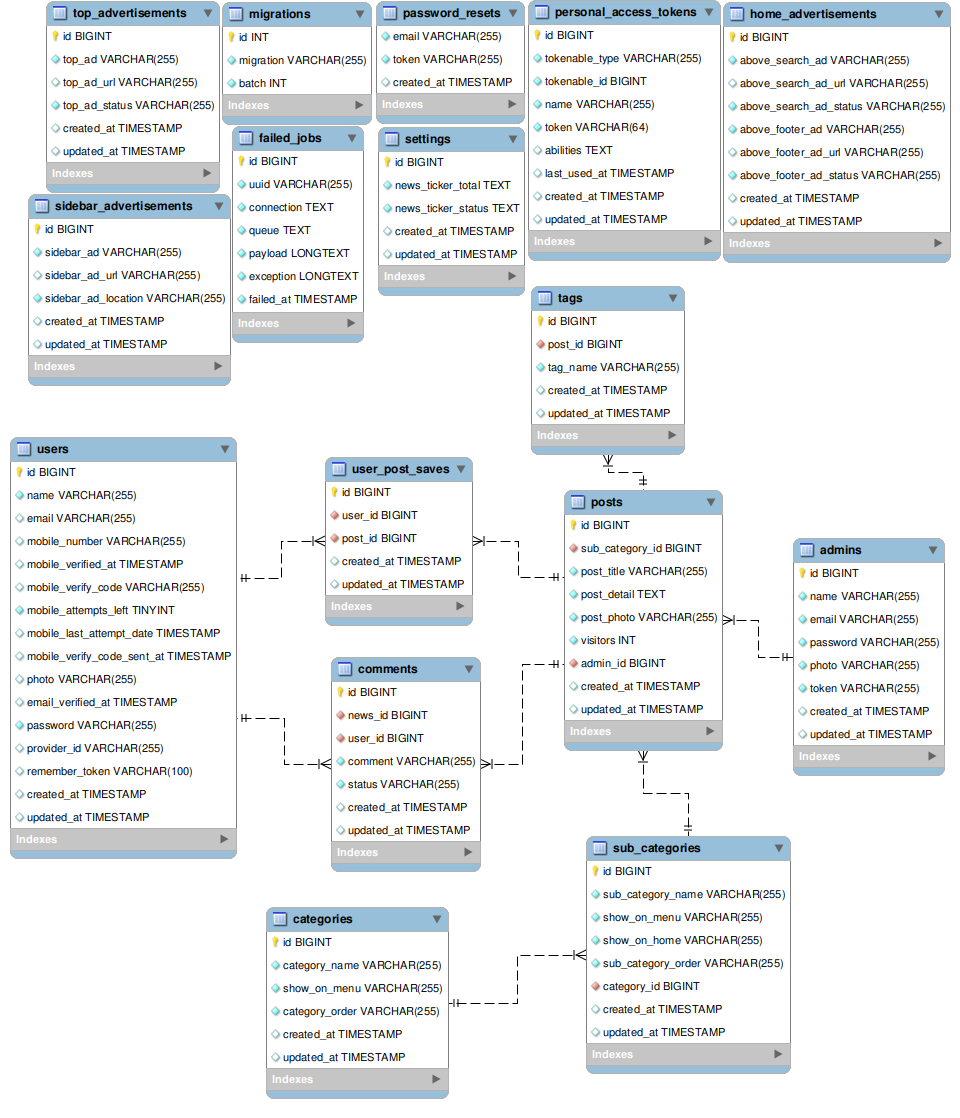 top_advertisements
id BIGINT
top_ad VARCHAR(255)
top_ad_url VARCHAR(255)
top_ad_status VARCHAR(255)
created_at TIMESTAMP
updated_at TIMESTAMP
Indexes
migrations
id INT
migration VARCHAR(255)
batch INT
Indexes
password_resets
email VARCHAR(255)
token VARCHAR(255)
created_at TIMESTAMP
Indexes
personal_access_tokens
id BIGINT
tokenable_type VARCHAR(255)
tokenable_id BIGINT
name VARCHAR(255)
token VARCHAR(64)
abilities TEXT
last_used_at TIMESTAMP
created_at TIMESTAMP
updated_at TIMESTAMP
Indexes
home_advertisements
id BIGINT
above_search_ad VARCHAR(255)
above_search_ad_url VARCHAR(255)
above_search_ad_status VARCHAR(255)
above_footer_ad VARCHAR(255)
above_footer_ad_url VARCHAR(255)
above_footer_ad_status VARCHAR(255)
created_at TIMESTAMP
updated_at TIMESTAMP
Indexes
failed_jobs
id BIGINT
uuid VARCHAR(255)
connection TEXT
queue TEXT
payload LONGTEXT
exception LONGTEXT
failed_at TIMESTAMP
Indexes
settings
id BIGINT
news_ticker_total TEXT
news_ticker_status TEXT
created_at TIMESTAMP
updated_at TIMESTAMP
Indexes
sidebar_advertisements
id BIGINT
sidebar_ad VARCHAR(255)
sidebar_ad_url VARCHAR(255)
sidebar_ad_location VARCHAR(255)
created_at TIMESTAMP
updated_at TIMESTAMP
Indexes
tags
id BIGINT
post_id BIGINT
tag_name VARCHAR(255)
created_at TIMESTAMP
updated_at TIMESTAMP
Indexes
users
id BIGINT
name VARCHAR(255)
email VARCHAR(255)
mobile_number VARCHAR(255)
mobile_verified_at TIMESTAMP
mobile_verify_code VARCHAR(255)
mobile_attempts_left TINYINT
mobile_last_attempt_date TIMESTAMP
mobile_verify_code_sent_at TIMESTAMP
photo VARCHAR(255)
email_verified_at TIMESTAMP
password VARCHAR(255)
provider_id VARCHAR(255)
remember_token VARCHAR(100)
created_at TIMESTAMP
updated_at TIMESTAMP
Indexes
user_post_saves
id BIGINT
user_id BIGINT
post_id BIGINT
created_at TIMESTAMP
updated_at TIMESTAMP
Indexes
posts
id BIGINT
sub_category_id BIGINT
post_title VARCHAR(255)
post_detail TEXT
post_photo VARCHAR(255)
visitors INT
admin_id BIGINT
created_at TIMESTAMP
updated_at TIMESTAMP
Indexes
admins
id BIGINT
name VARCHAR(255)
email VARCHAR(255)
password VARCHAR(255)
photo VARCHAR(255)
token VARCHAR(255)
created_at TIMESTAMP
updated_at TIMESTAMP
Indexes
comments
id BIGINT
news_id BIGINT
user_id BIGINT
comment VARCHAR(255)
status VARCHAR(255)
created_at TIMESTAMP
updated_at TIMESTAMP
Indexes
sub_categories
id BIGINT
sub_category_name VARCHAR(255)
show_on_menu VARCHAR(255)
show_on_home VARCHAR(255)
sub_category_order VARCHAR(255)
category_id BIGINT
created_at TIMESTAMP
updated_at TIMESTAMP
Indexes
categories
id BIGINT
category_name VARCHAR(255)
show_on_menu VARCHAR(255)
category_order VARCHAR(255)
created_at TIMESTAMP
updated_at TIMESTAMP
Indexes